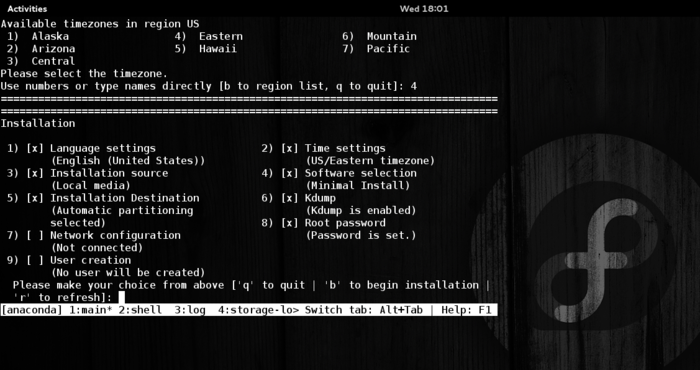 Activities Wed 18:01
Available timezones in region US
1) Alaska 4) Eastern 6) Mountain
2) Arizona 5) Hawaii 7) Pacific
3) Central
Please select the timezone.
Use numbers or type names directly [b to region list, q to quit]: 4
================================================================================
================================================================================
Installation
1) [x] Language settings 2) [x] Time settings
(English (United States)) (US/Eastern timezone)
3) [x] Installation source 4) [x] Software selection
(Local media) (Minimal Install)
5) [x] Installation Destination 6) [x] Kdump
(Automatic partitioning (Kdump is enabled)
selected) 8) [x] Root password
7) [ ] Network configuration (Password is set.)
(Not connected)
9) [ ] User creation
(No user will be created)
Please make your choice from above ['q' to quit | 'b' to begin installation |
'r' to refresh]:
[anaconda] 1:main* 2:shell 3:log 4:storage-lo> Switch tab: Alt+Tab | Help: F1